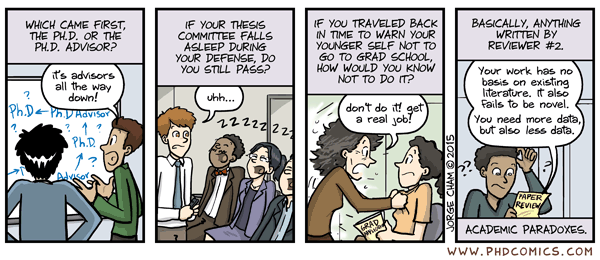 WHICH CAME FIRST,
THE PH.D. OR THE
PH.D. ADVISOR?
it's advisors
all the way
down!
?
Ph.D ← Ph.D Advisor
?
?
Ph.D.
?
Advisor
IF YOUR THESIS
COMMITTEE FALLS
ASLEEP DURING
YOUR DEFENSE, DO
YOU STILL PASS?
uhh...
ZZZZZZZ
IF YOU TRAVELED BACK
IN TIME TO WARN YOUR
YOUNGER SELF NOT TO
GO TO GRAD SCHOOL,
HOW WOULD YOU KNOW
NOT TO DO IT?
don't do it! get
a real job!
GRAD
JORGE CHAM © 2015
BASICALLY, ANYTHING
WRITTEN BY
REVIEWER #2.
Your work has no
basis on existing
literature. It also
fails to be novel.
You need more data,
but also less data.
?
PAPER
REVIEW
ACADEMIC PARADOXES.
WWW.PHDCOMICS.COM